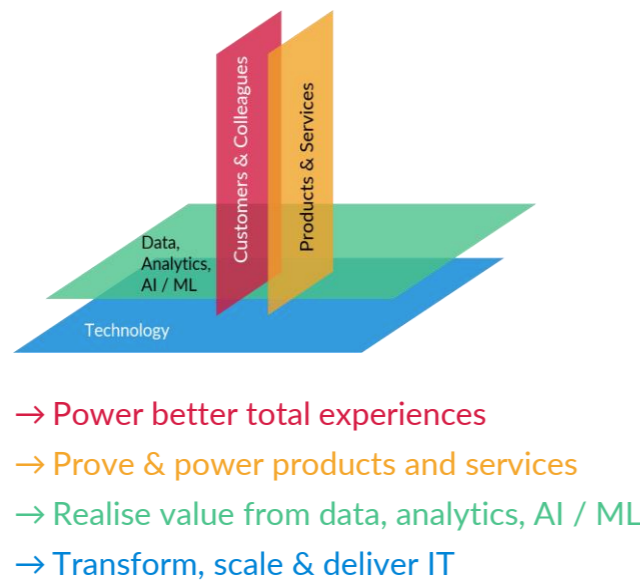 Customers & Colleagues
Products & Services
Data,
Analytics,
AI / ML
Technology
→ Power better total experiences
→ Prove & power products and services
→ Realise value from data, analytics, AI / ML
→ Transform, scale & deliver IT